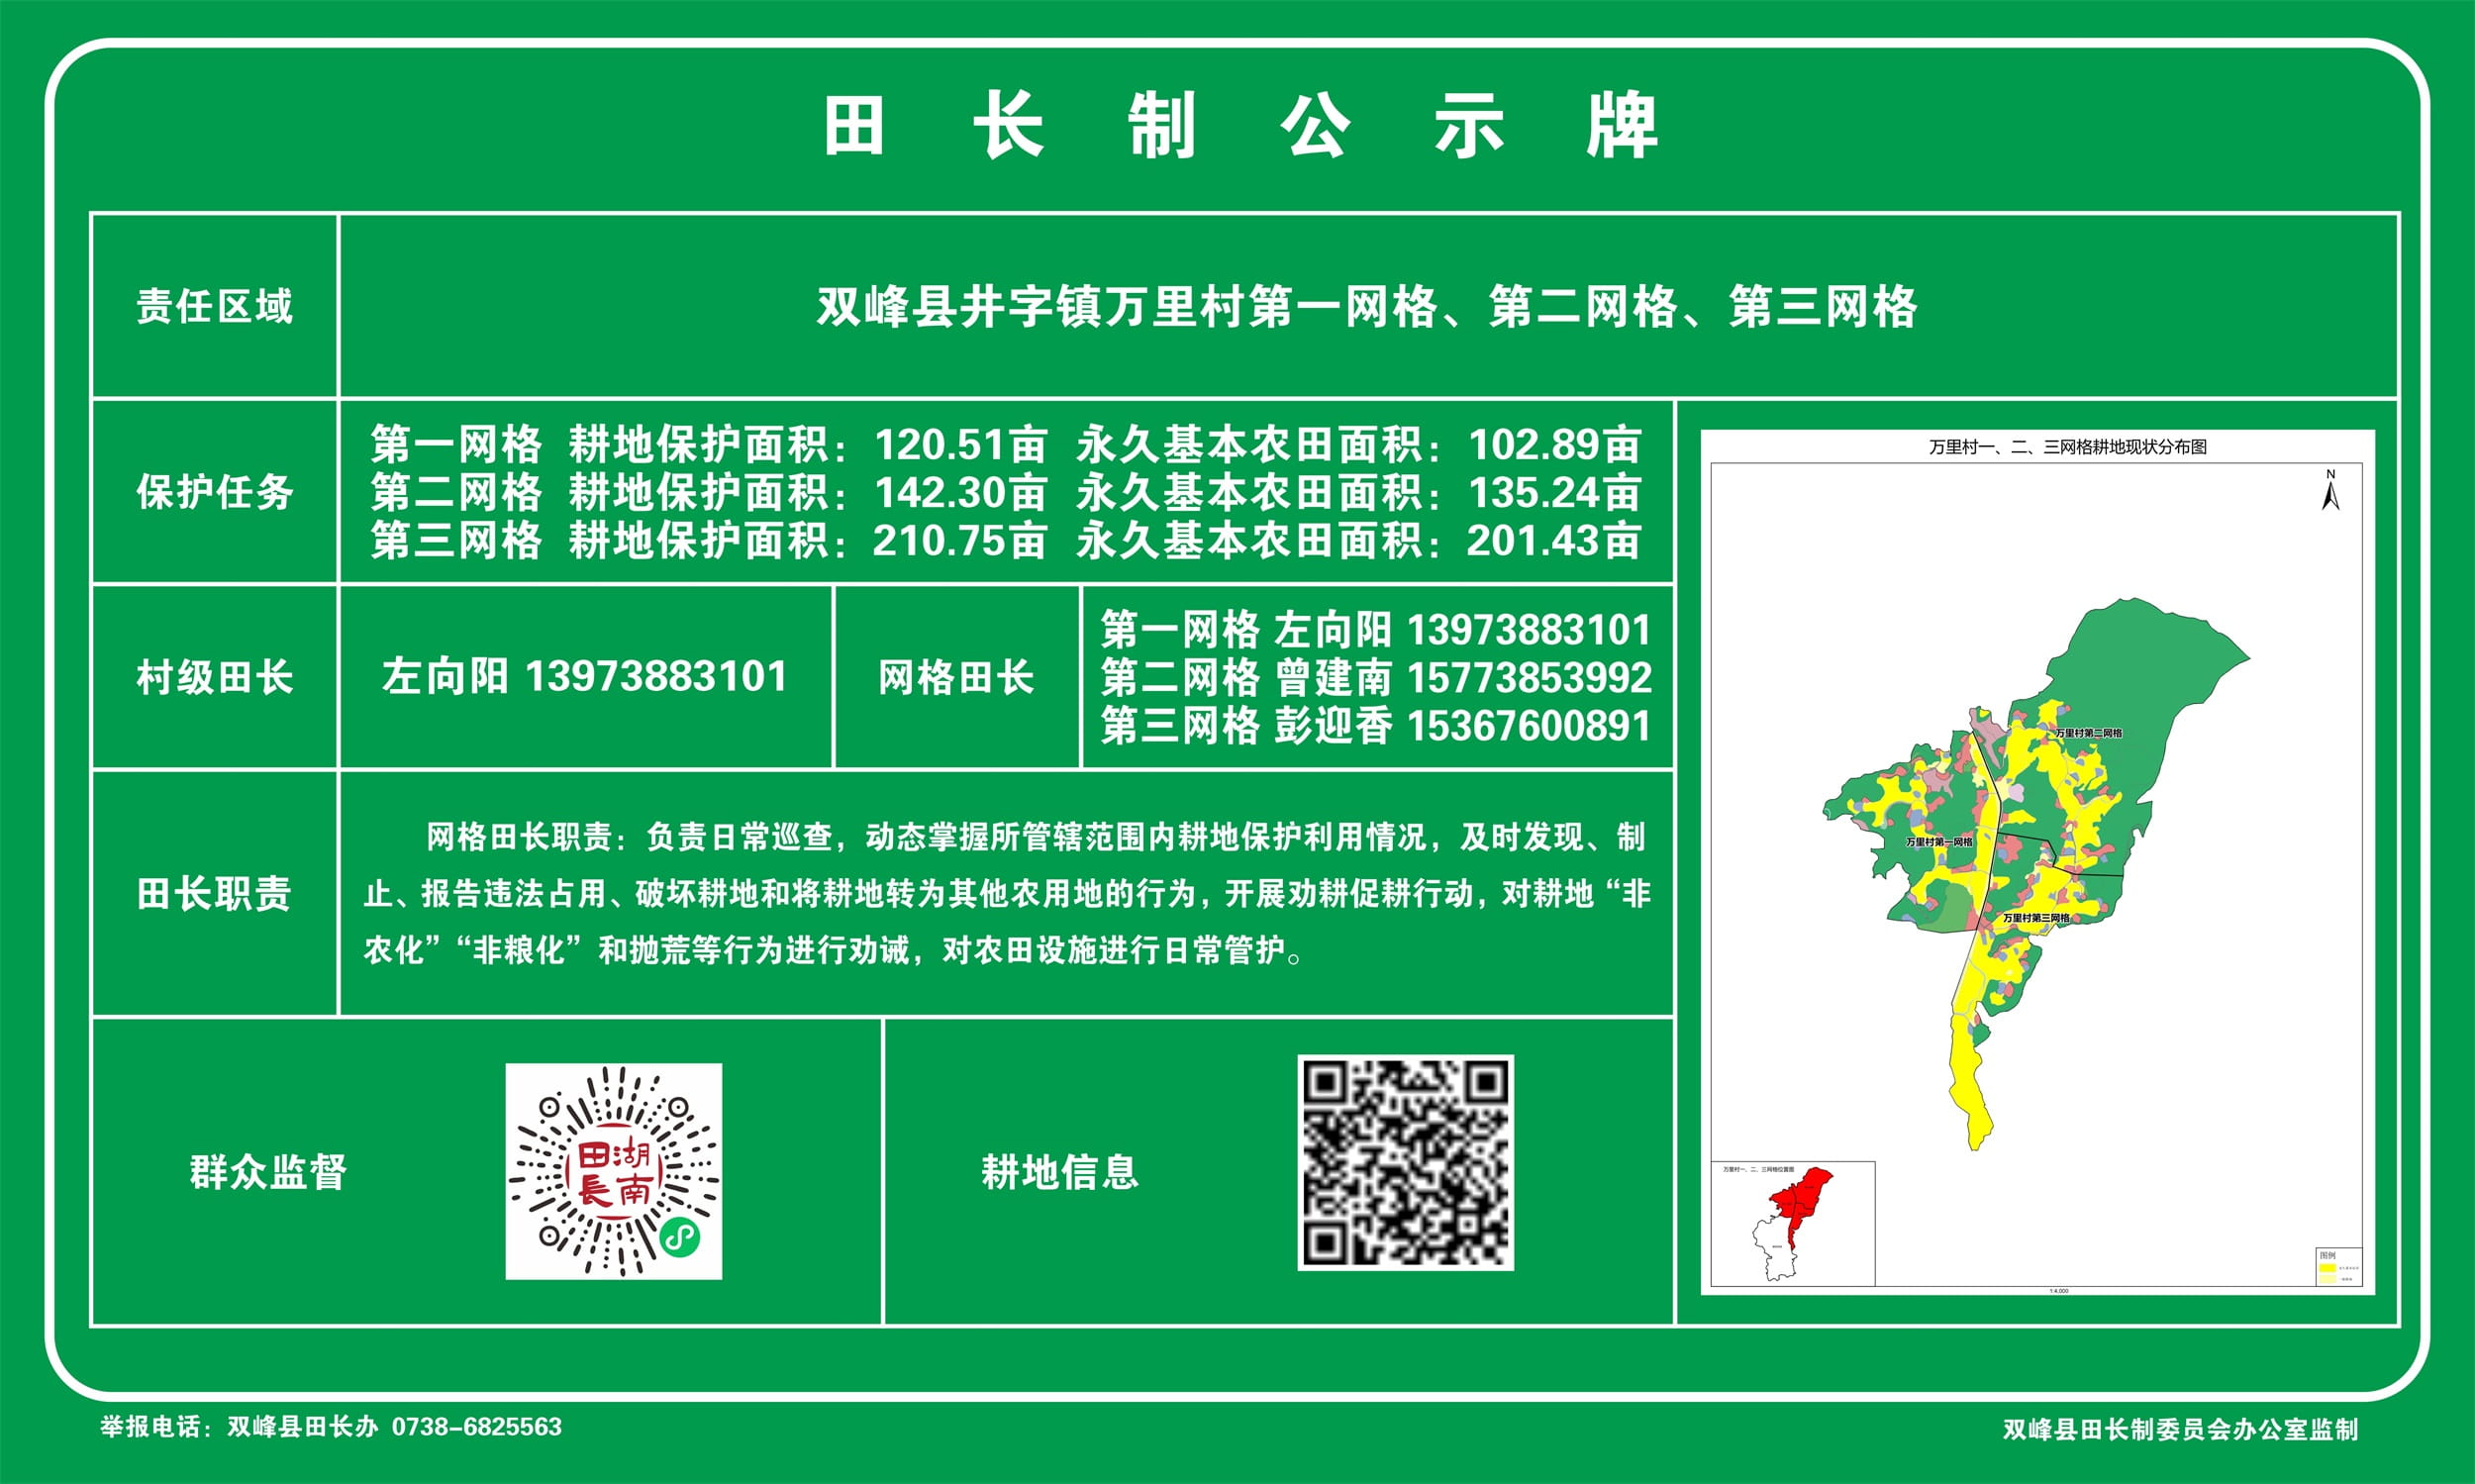 田长制公示牌
责任区域
双峰县井字镇万里村第一网格、第二网格、第三网格
保护任务
第一网格 耕地保护面积：120.51亩 永久基本农田面积：102.89亩
第二网格 耕地保护面积：142.30亩 永久基本农田面积：135.24亩
第三网格 耕地保护面积：210.75亩 永久基本农田面积：201.43亩
村级田长
左向阳 13973883101
网格田长
第一网格 左向阳 13973883101
第二网格 曾建南 15773853992
第三网格 彭迎香 15367600891
田长职责
网格田长职责：负责日常巡查，动态掌握所管辖范围内耕地保护利用情况，及时发现、制
止、报告违法占用、破坏耕地和将耕地转为其他农用地的行为，开展劝耕促耕行动，对耕地“非
农化”“非粮化”和抛荒等行为进行劝诫，对农田设施进行日常管护。
群众监督
田湖
長南
耕地信息
万里村一、二、三网格耕地现状分布图
N
万里村第二网格
万里村第一网格
万里村第三网格
万里村一、二、三网格位置图
图例
1:4,000
举报电话：双峰县田长办 0738-6825563
双峰县田长制委员会办公室监制